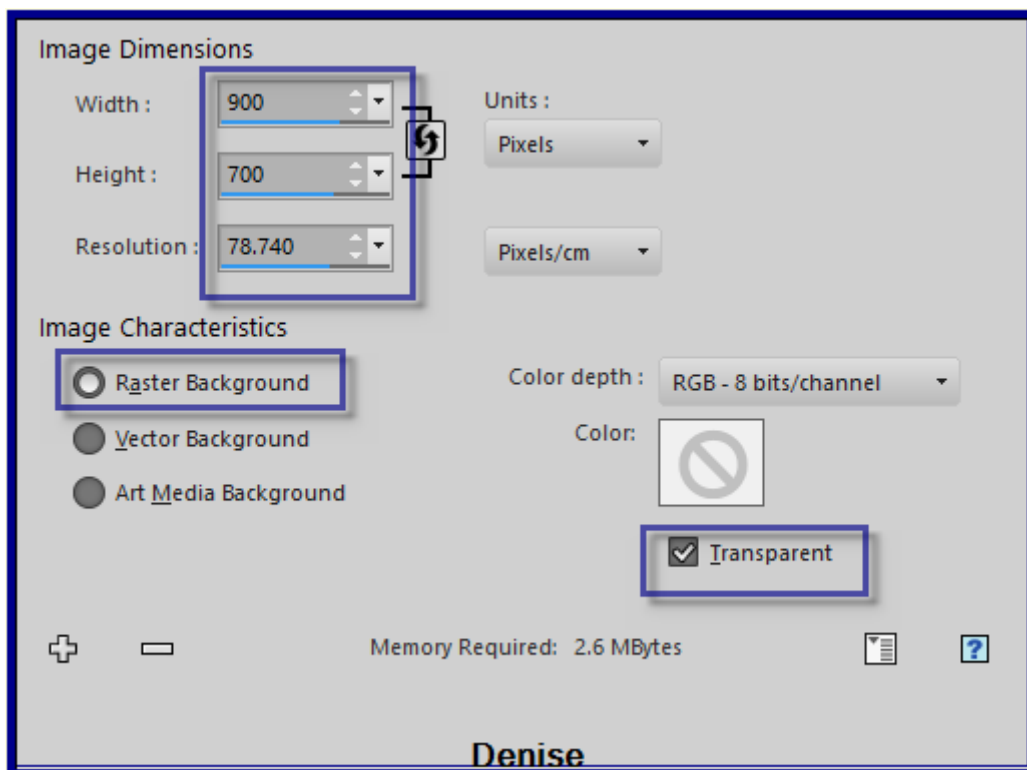 Image Dimensions
Width : 900
Units :
Pixels
Height : 700
Resolution : 78.740 Pixels/cm
Image Characteristics
Raster Background
Color depth : RGB - 8 bits/channel
Vector Background
Color:
Art Media Background
Transparent
Memory Required: 2.6 MBytes
?
Denise